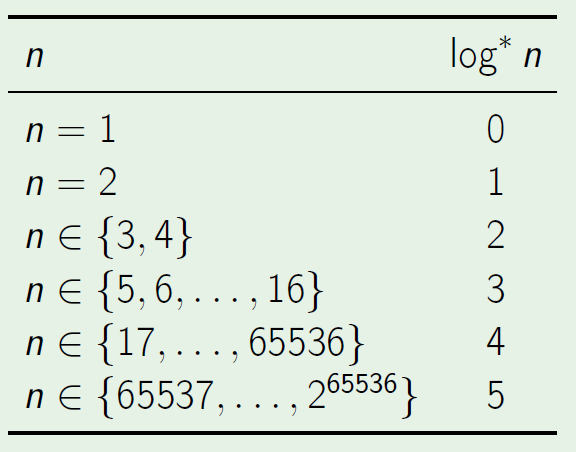 n log* n
n = 1 0
n = 2 1
n ∈ {3, 4} 2
n ∈ {5, 6, . . . , 16} 3
n ∈ {17, . . . , 65536} 4
n ∈ {65537, . . . , 2^65536} 5